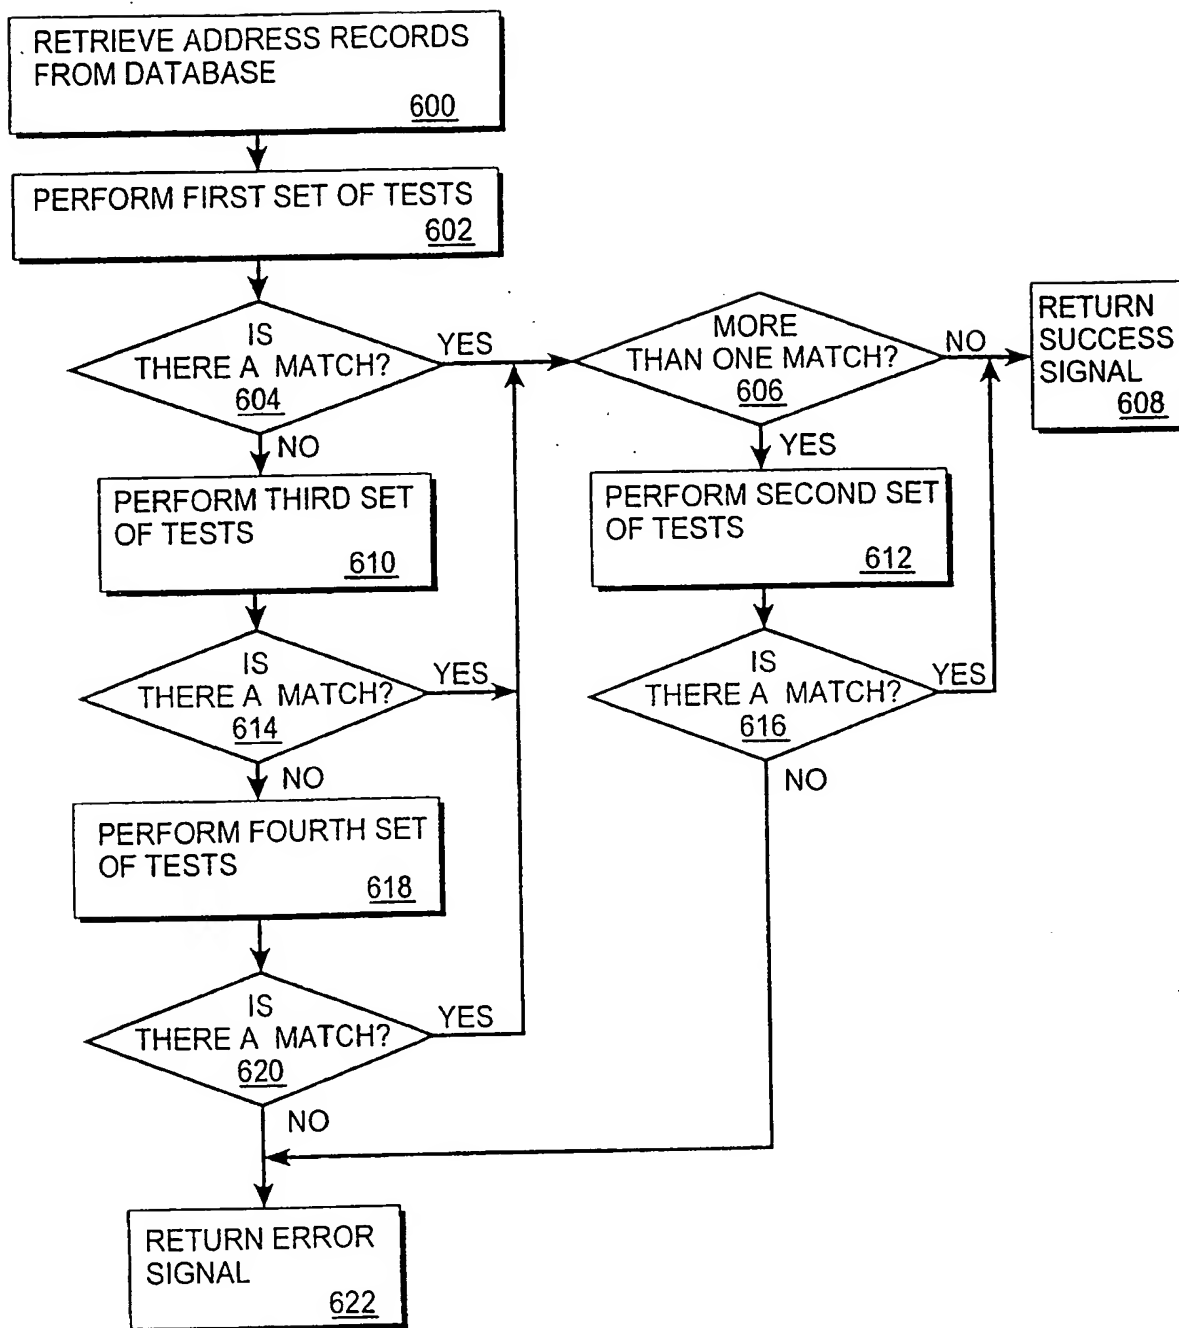 RETRIEVE ADDRESS RECORDS
FROM DATABASE
600
PERFORM FIRST SET OF TESTS
602
IS
THERE A MATCH?
604
YES
NO
MORE
THAN ONE MATCH?
606
NO
YES
RETURN
SUCCESS
SIGNAL
608
PERFORM THIRD SET
OF TESTS
610
PERFORM SECOND SET
OF TESTS
612
IS
THERE A MATCH?
614
YES
NO
IS
THERE A MATCH?
616
YES
NO
PERFORM FOURTH SET
OF TESTS
618
IS
THERE A MATCH?
620
YES
NO
RETURN ERROR
SIGNAL
622